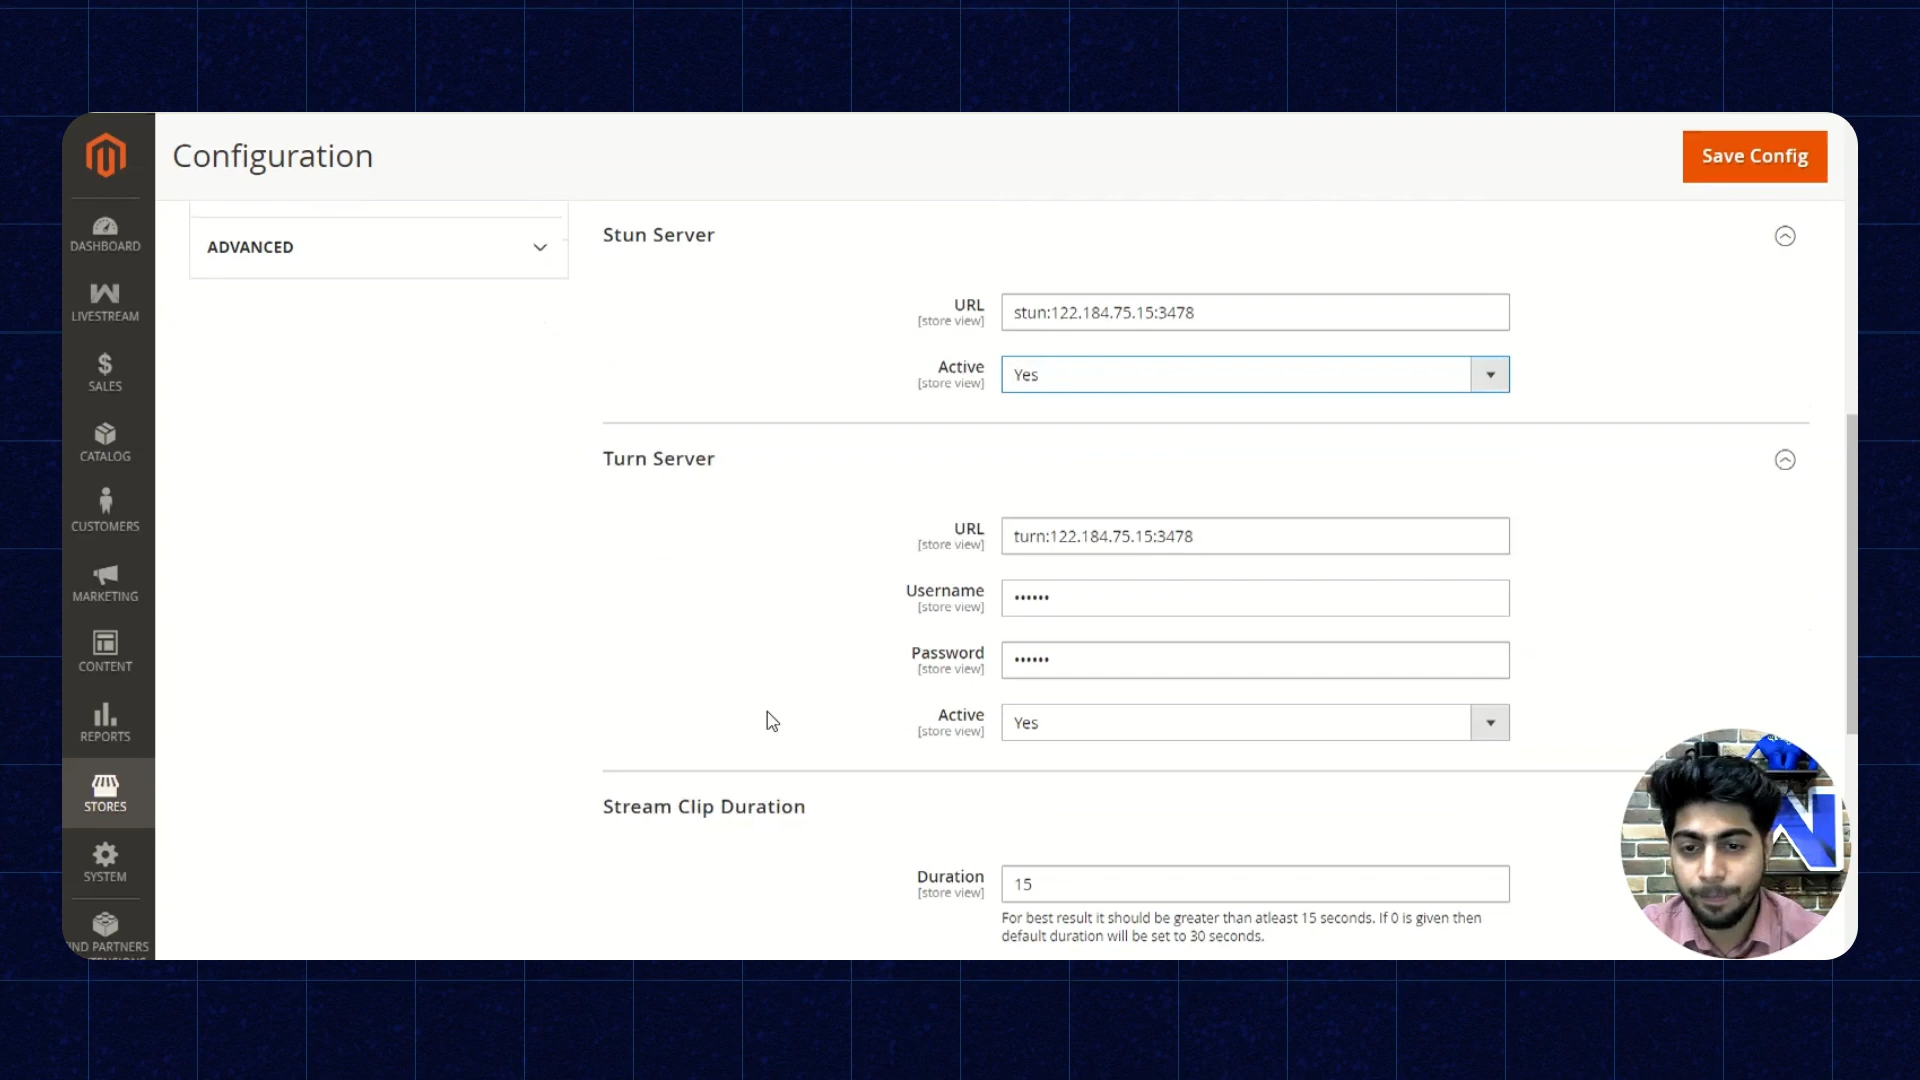 Configuration
Save Config
DASHBOARD
LIVESTREAM
SALES
CATALOG
CUSTOMERS
MARKETING
CONTENT
REPORTS
STORES
SYSTEM
IND PARTNERS
ADVANCED
Stun Server
URL
[store view]
stun:122.184.75.15:3478
Active
[store view]
Yes
Turn Server
URL
[store view]
turn:122.184.75.15:3478
Username
[store view]
••••••
Password
[store view]
••••••
Active
[store view]
Yes
Stream Clip Duration
Duration
[store view]
15
For best result it should be greater than atleast 15 seconds. If 0 is given then
default duration will be set to 30 seconds.